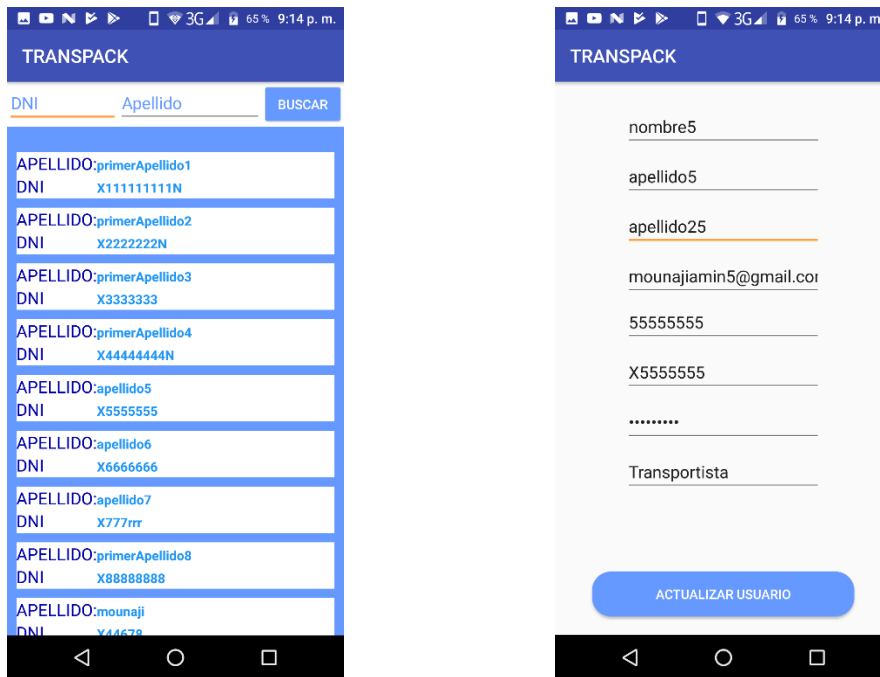 3G 65 % 9:14 p. m.
TRANSPACK
DNI Apellido BUSCAR
APELLIDO:primerApellido1
DNI X111111111N
APELLIDO:primerApellido2
DNI X2222222N
APELLIDO:primerApellido3
DNI X3333333
APELLIDO:primerApellido4
DNI X44444444N
APELLIDO:apellido5
DNI X5555555
APELLIDO:apellido6
DNI X6666666
APELLIDO:apellido7
DNI X777rrr
APELLIDO:primerApellido8
DNI X88888888
APELLIDO:mounaji
DNI X44678
3G 65 % 9:14 p. m
TRANSPACK
nombre5
apellido5
apellido25
mounajiamin5@gmail.com
55555555
X5555555
•••••••••
Transportista
ACTUALIZAR USUARIO